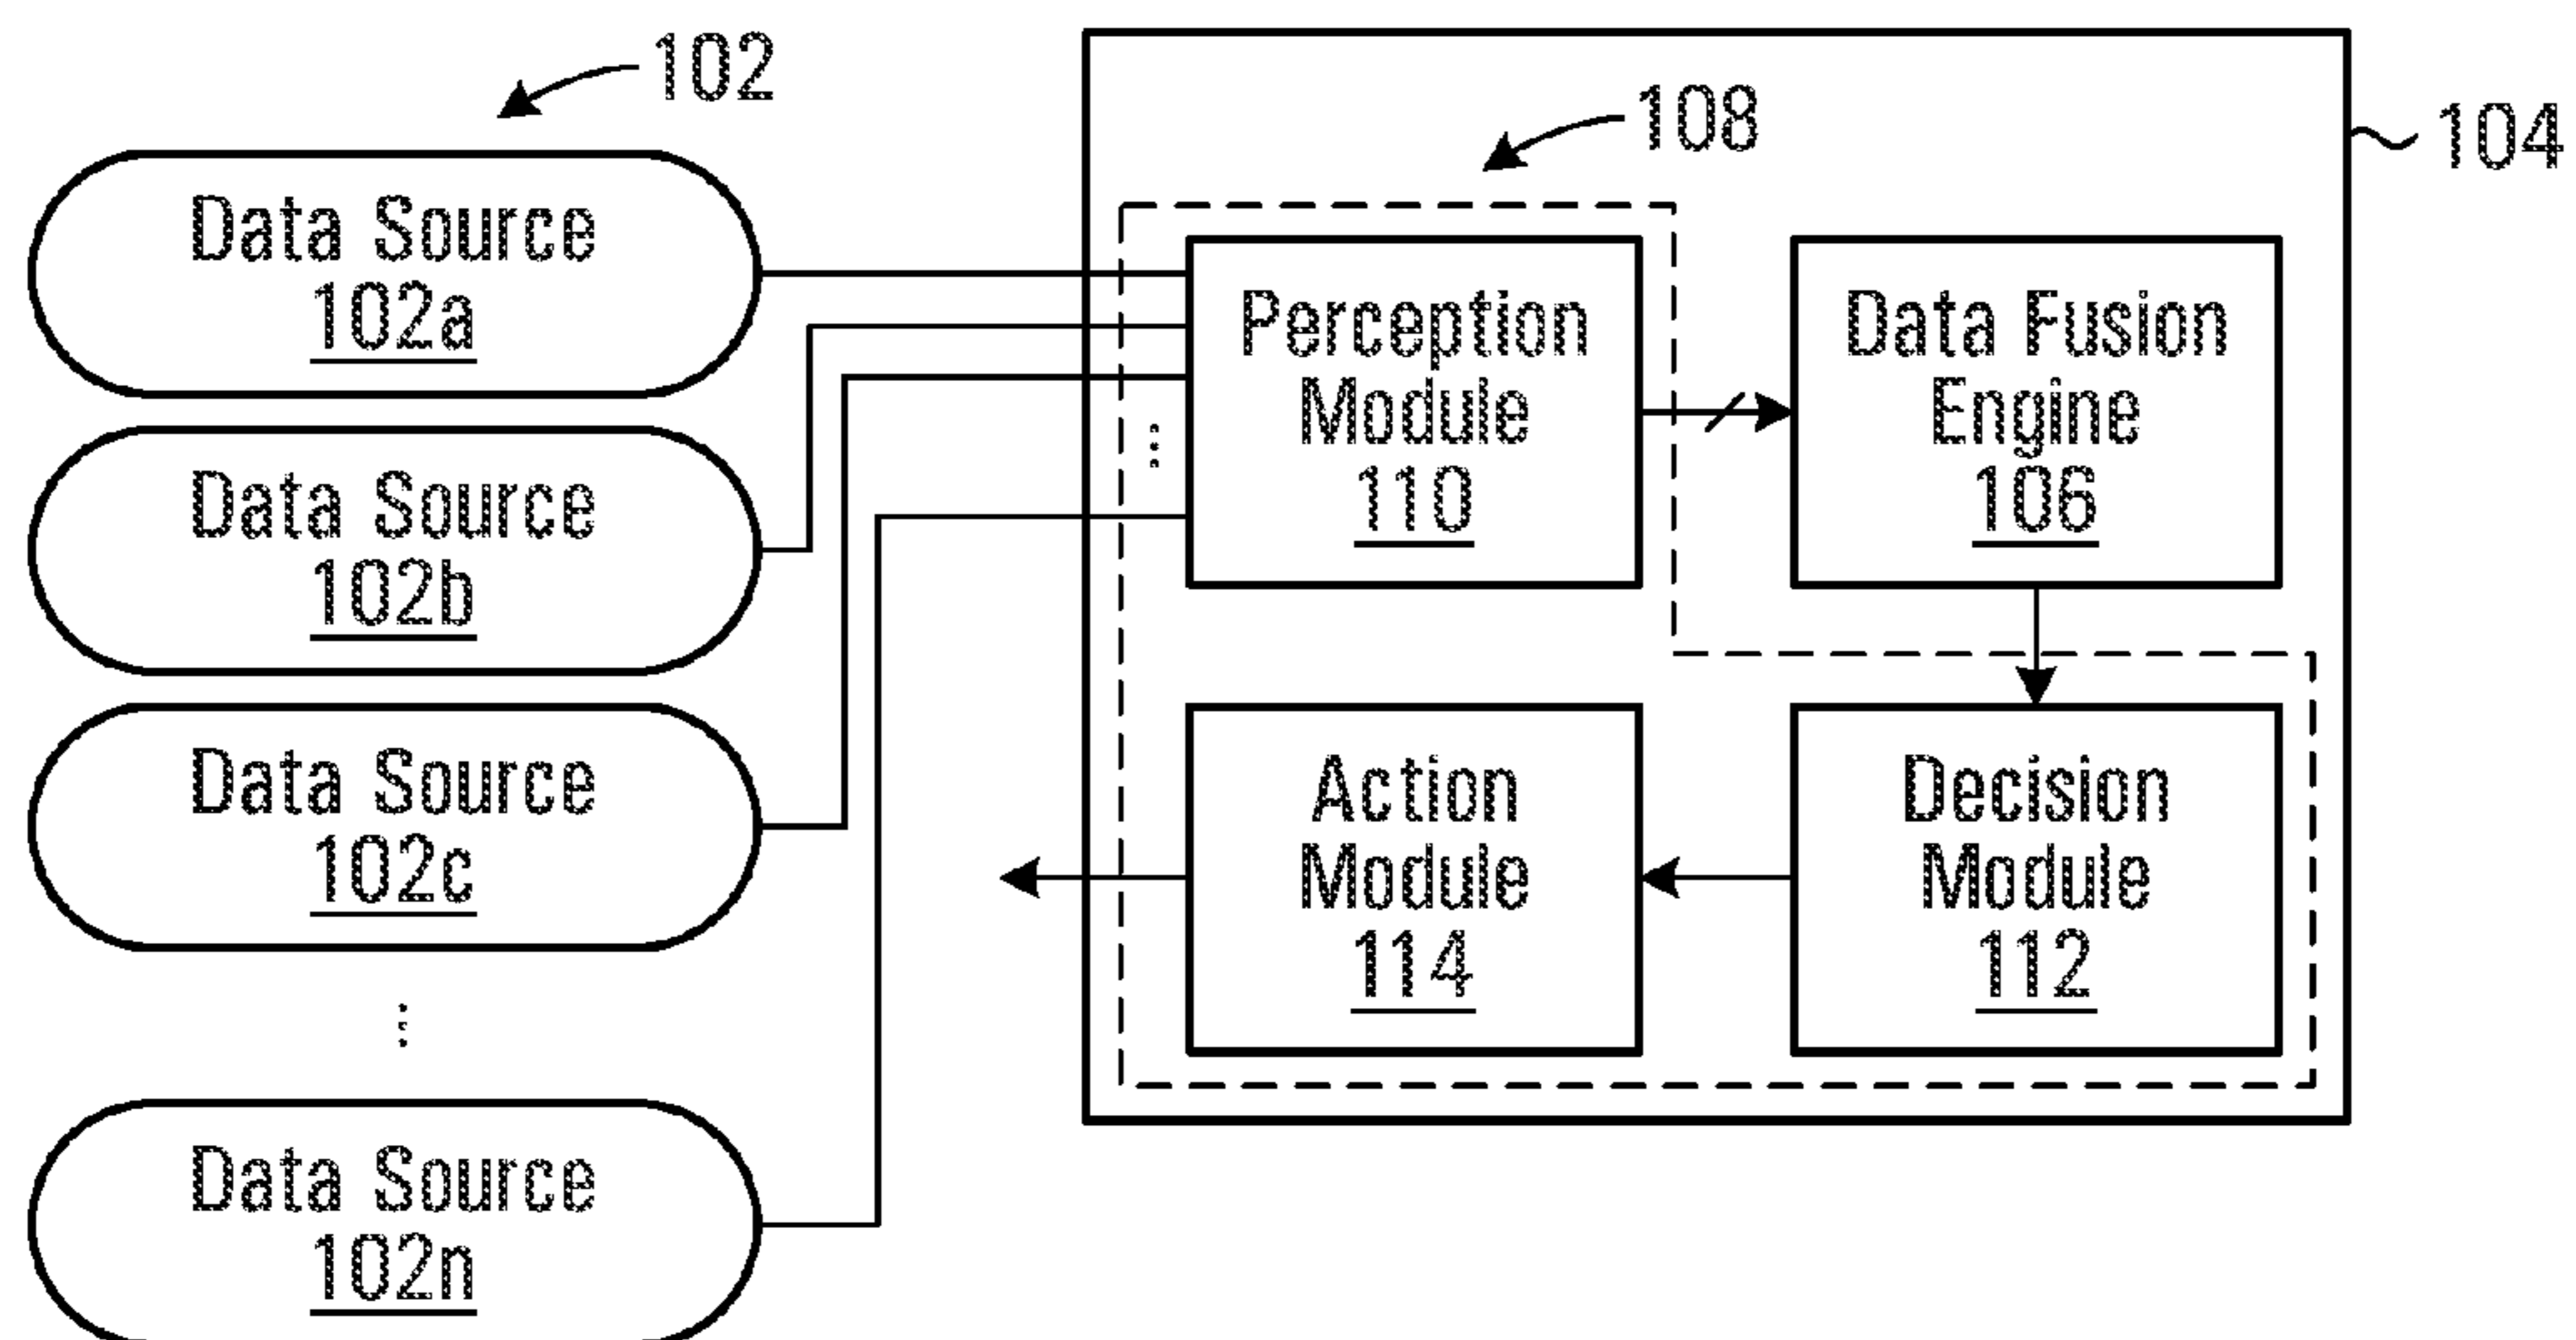 102
108
104
Data Source
102a
Data Source
102b
Data Source
102c
⋮
Data Source
102n
⋮
Perception
Module
110
Data Fusion
Engine
106
Action
Module
114
Decision
Module
112